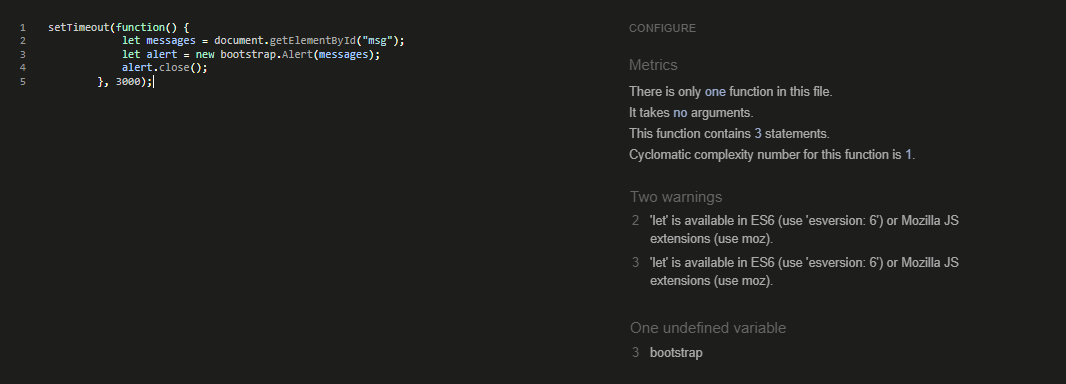 1 setTimeout(function() {
2 let messages = document.getElementById("msg");
3 let alert = new bootstrap.Alert(messages);
4 alert.close();
5 }, 3000);
CONFIGURE
Metrics
There is only one function in this file.
It takes no arguments.
This function contains 3 statements.
Cyclomatic complexity number for this function is 1.
Two warnings
2 'let' is available in ES6 (use 'esversion: 6') or Mozilla JS
extensions (use moz).
3 'let' is available in ES6 (use 'esversion: 6') or Mozilla JS
extensions (use moz).
One undefined variable
3 bootstrap